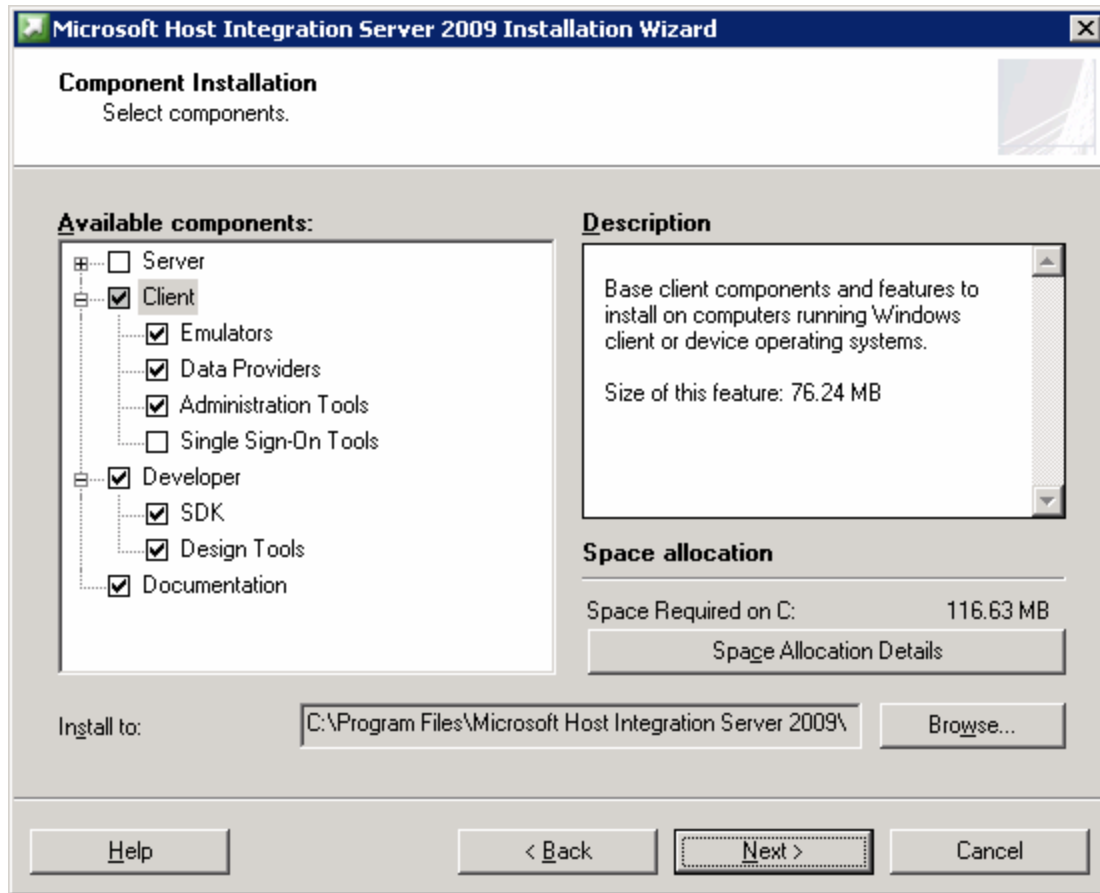 Microsoft Host Integration Server 2009 Installation Wizard
Component Installation
Select components.
Available components:
Server
Client
Emulators
Data Providers
Administration Tools
Single Sign-On Tools
Developer
SDK
Design Tools
Documentation
Description
Base client components and features to
install on computers running Windows
client or device operating systems.
Size of this feature: 76.24 MB
Space allocation
Space Required on C: 116.63 MB
Space Allocation Details
Install to: C:\Program Files\Microsoft Host Integration Server 2009\ Browse...
Help < Back Next > Cancel